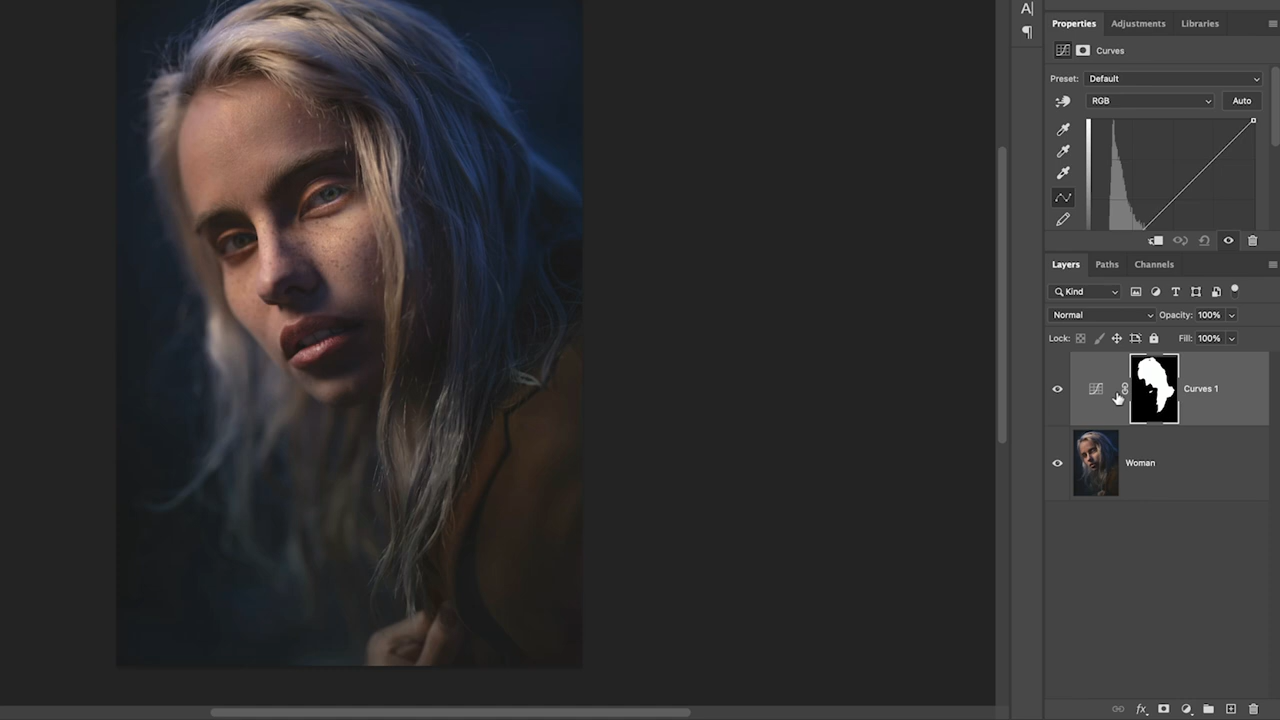 A|
¶
Properties Adjustments Libraries
Curves
Preset: Default
RGB Auto
Layers Paths Channels
Kind T
Normal Opacity: 100%
Lock: Fill: 100%
Curves 1
Woman
fx